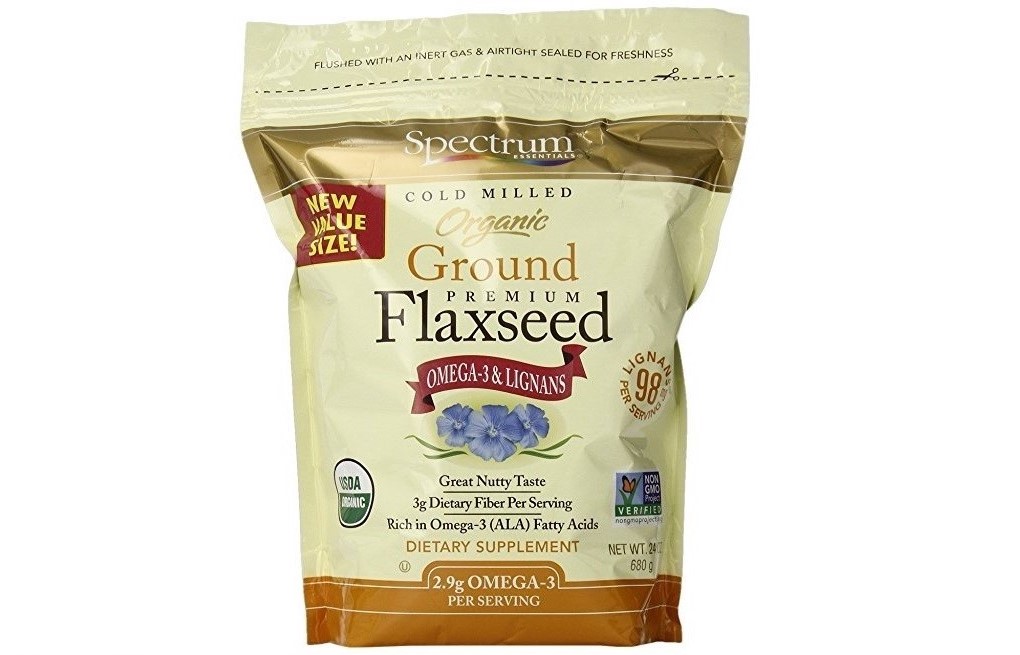 FLUSHED WITH AN INERT GAS & AIRTIGHT SEALED FOR FRESHNESS
Spectrum
ESSENTIALS®
NEW
VALUE
SIZE!
COLD MILLED
Organic
Ground
PREMIUM
Flaxseed
OMEGA-3 & LIGNANS
LIGNANS
98
PER SERVING
USDA
ORGANIC
Great Nutty Taste
3g Dietary Fiber Per Serving
Rich in Omega-3 (ALA) Fatty Acids
DIETARY SUPPLEMENT
NON
GMO
Project
VERIFIED
nongmoproject
NET WT. 24 OZ
680 g
U
2.9g OMEGA-3
PER SERVING